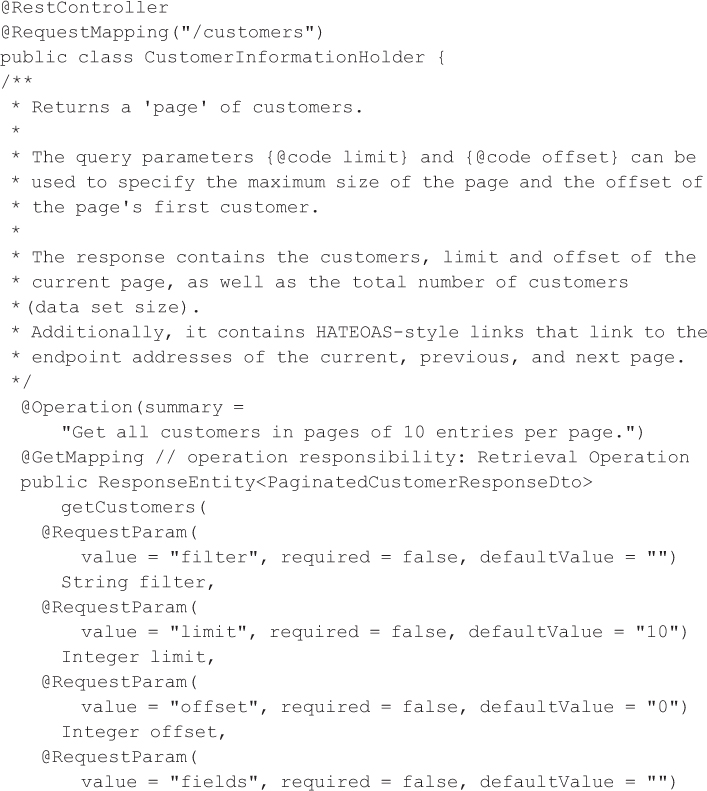 @RestController
@RequestMapping("/customers")
public class CustomerInformationHolder {
/**
 * Returns a 'page' of customers.
 *
 * The query parameters {@code limit} and {@code offset} can be
 * used to specify the maximum size of the page and the offset of
 * the page's first customer.
 *
 * The response contains the customers, limit and offset of the
 * current page, as well as the total number of customers
 * (data set size).
 * Additionally, it contains HATEOAS-style links that link to the
 * endpoint addresses of the current, previous, and next page.
 */
  @Operation(summary =
      "Get all customers in pages of 10 entries per page.")
  @GetMapping // operation responsibility: Retrieval Operation
  public ResponseEntity<PaginatedCustomerResponseDto>
      getCustomers(
    @RequestParam(
        value = "filter", required = false, defaultValue = "")
      String filter,
    @RequestParam(
        value = "limit", required = false, defaultValue = "10")
      Integer limit,
    @RequestParam(
        value = "offset", required = false, defaultValue = "0")
      Integer offset,
    @RequestParam(
        value = "fields", required = false, defaultValue = "")